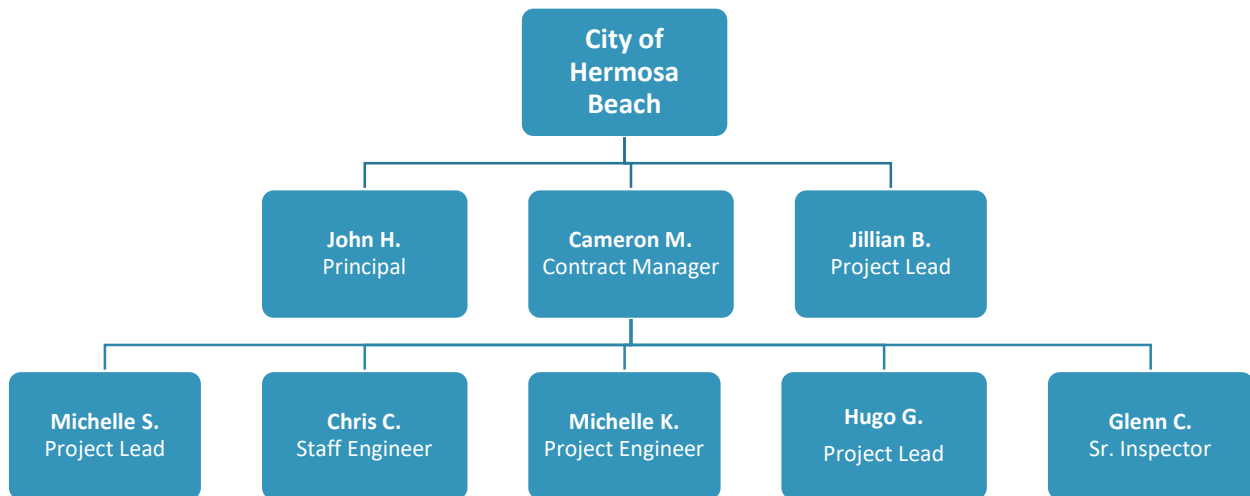 City of
Hermosa
Beach
John H.
Principal
Cameron M.
Contract Manager
Jillian B.
Project Lead
Michelle S.
Project Lead
Chris C.
Staff Engineer
Michelle K.
Project Engineer
Hugo G.
Project Lead
Glenn C.
Sr. Inspector